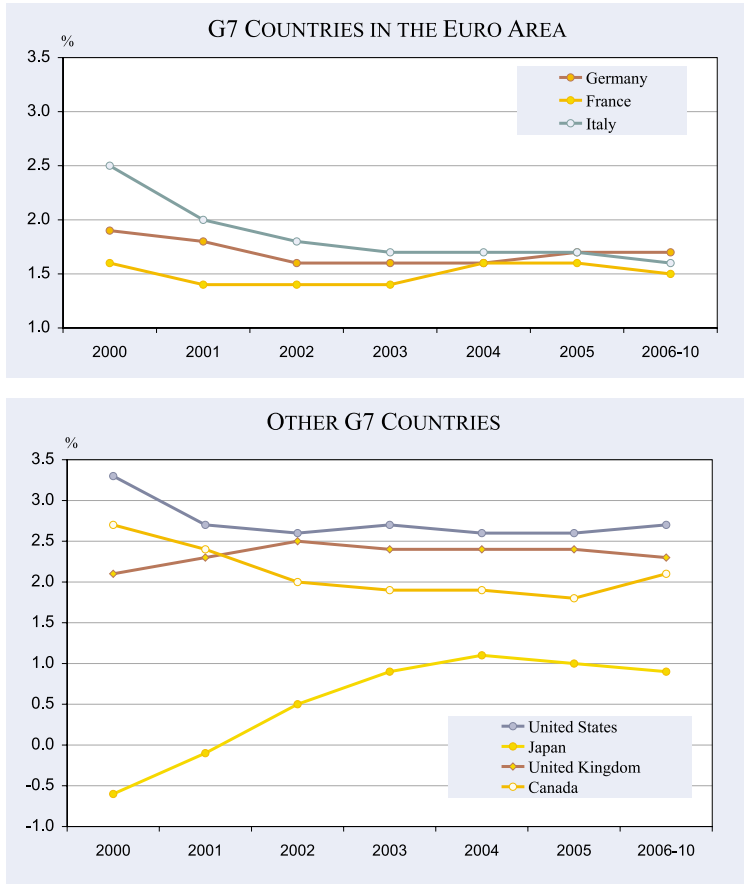 G7 COUNTRIES IN THE EURO AREA
%
3.5
3.0
2.5
2.0
1.5
1.0
Germany
France
Italy
2000 2001 2002 2003 2004 2005 2006-10
OTHER G7 COUNTRIES
%
3.5
3.0
2.5
2.0
1.5
1.0
0.5
0.0
-0.5
-1.0
United States
Japan
United Kingdom
Canada
2000 2001 2002 2003 2004 2005 2006-10